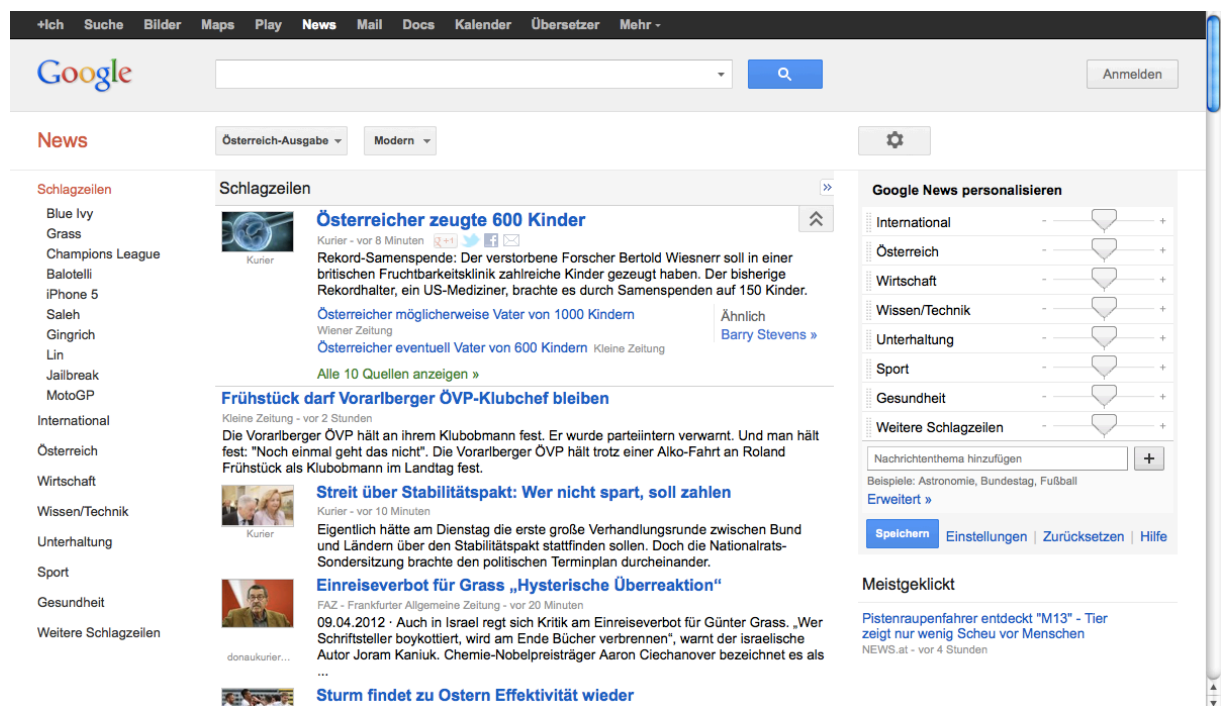 +Ich Suche Bilder Maps Play News Mail Docs Kalender Übersetzer Mehr
Google
Anmelden
News
Österreich-Ausgabe
Modern
Schlagzeilen
Blue Ivy
Grass
Champions League
Balotelli
iPhone 5
Saleh
Gingrich
Lin
Jailbreak
MotoGP
International
Österreich
Wirtschaft
Wissen/Technik
Unterhaltung
Sport
Gesundheit
Weitere Schlagzeilen
Schlagzeilen »
Kurier
Österreicher zeugte 600 Kinder
Kurier - vor 8 Minuten
Rekord-Samenspende: Der verstorbene Forscher Bertold Wiesnerr soll in einer
britischen Fruchtbarkeitsklinik zahlreiche Kinder gezeugt haben. Der bisherige
Rekordhalter, ein US-Mediziner, brachte es durch Samenspenden auf 150 Kinder.
Österreicher möglicherweise Vater von 1000 Kindern
Wiener Zeitung
Österreicher eventuell Vater von 600 Kindern Kleine Zeitung
Ähnlich
Barry Stevens »
Alle 10 Quellen anzeigen »
Frühstück darf Vorarlberger ÖVP-Klubchef bleiben
Kleine Zeitung - vor 2 Stunden
Die Vorarlberger ÖVP hält an ihrem Klubobmann fest. Er wurde parteiintern verwarnt. Und man hält
fest: "Noch einmal geht das nicht". Die Vorarlberger ÖVP hält trotz einer Alko-Fahrt an Roland
Frühstück als Klubobmann im Landtag fest.
Kurier
Streit über Stabilitätspakt: Wer nicht spart, soll zahlen
Kurier - vor 10 Minuten
Eigentlich hätte am Dienstag die erste große Verhandlungsrunde zwischen Bund
und Ländern über den Stabilitätspakt stattfinden sollen. Doch die Nationalrats-
Sondersitzung brachte den politischen Terminplan durcheinander.
donaukurier...
Einreiseverbot für Grass „Hysterische Überreaktion“
FAZ - Frankfurter Allgemeine Zeitung - vor 20 Minuten
09.04.2012 · Auch in Israel regt sich Kritik am Einreiseverbot für Günter Grass. „Wer
Schriftsteller boykottiert, wird am Ende Bücher verbrennen“, warnt der israelische
Autor Joram Kaniuk. Chemie-Nobelpreisträger Aaron Ciechanover bezeichnet es als
...
Sturm findet zu Ostern Effektivität wieder
Google News personalisieren
International - +
Österreich - +
Wirtschaft - +
Wissen/Technik - +
Unterhaltung - +
Sport - +
Gesundheit - +
Weitere Schlagzeilen - +
Nachrichtenthema hinzufügen +
Beispiele: Astronomie, Bundestag, Fußball
Erweitert »
Speichern Einstellungen | Zurücksetzen | Hilfe
Meistgeklickt
Pistenraupenfahrer entdeckt "M13" - Tier
zeigt nur wenig Scheu vor Menschen
NEWS.at - vor 4 Stunden